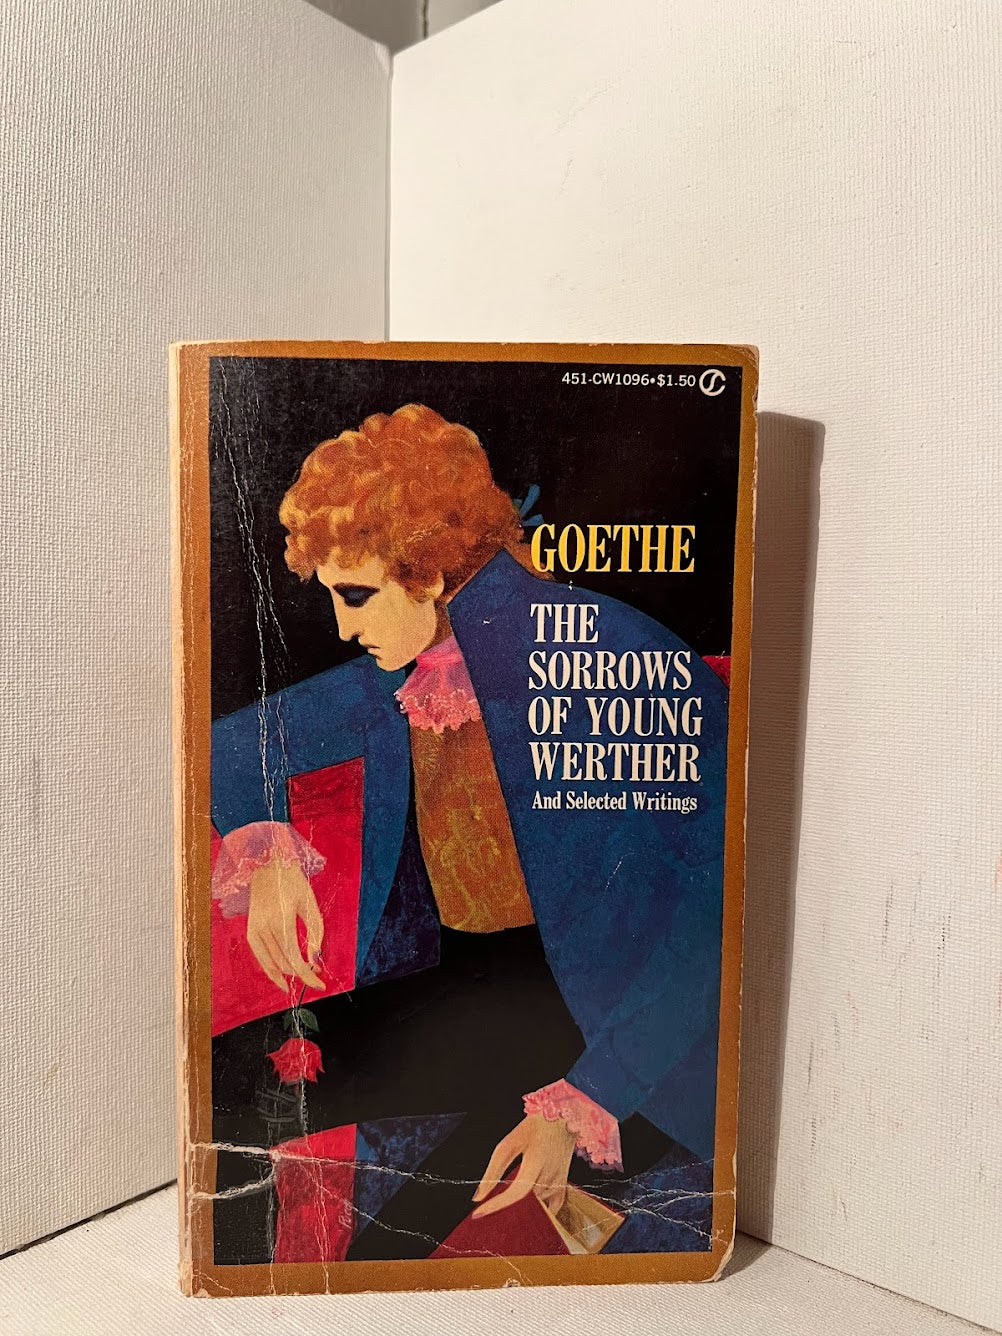 451-CW1096•$1.50
GOETHE
THE
SORROWS
OF YOUNG
WERTHER
And Selected Writings